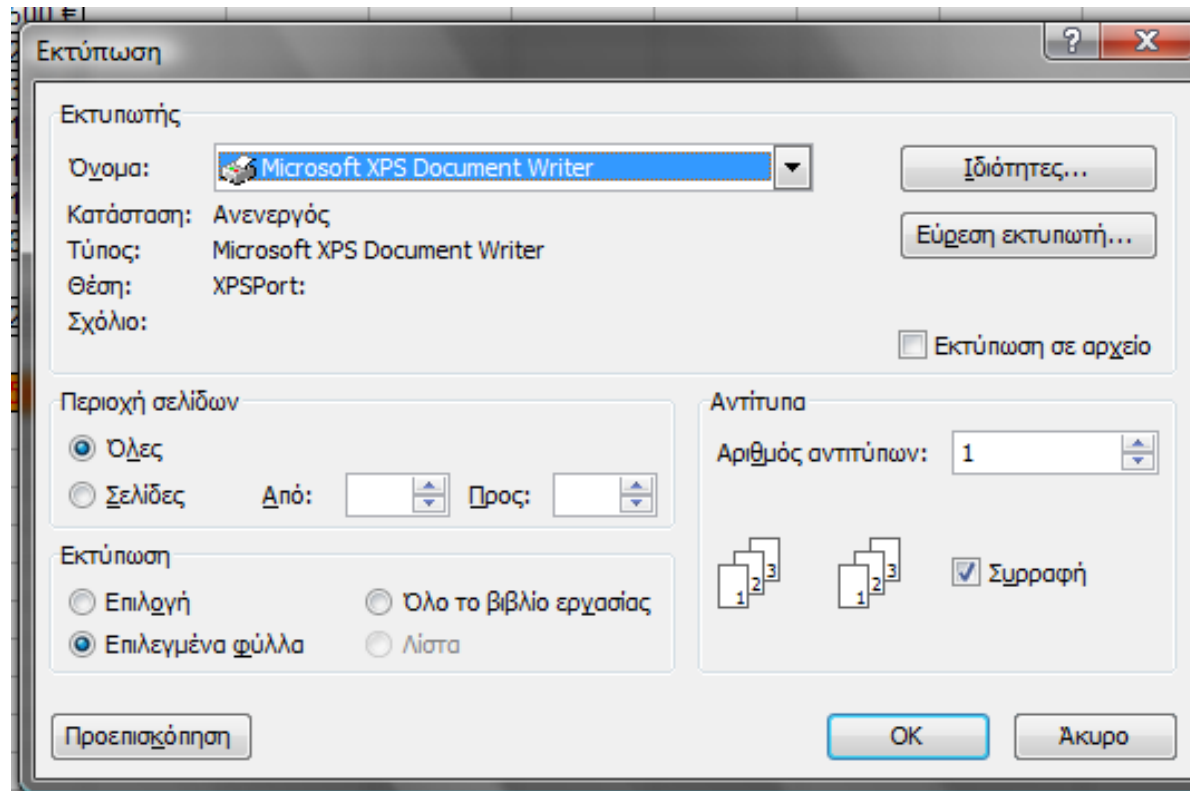 Εκτύπωση
Εκτυπωτής
Όνομα: Microsoft XPS Document Writer Ιδιότητες...
Κατάσταση: Ανενεργός
Εύρεση εκτυπωτή...
Τύπος: Microsoft XPS Document Writer
Θέση: XPSPort:
Σχόλιο:
Εκτύπωση σε αρχείο
Περιοχή σελίδων
Όλες
Σελίδες Από: Προς:
Αντίτυπα
Αριθμός αντιτύπων: 1
1 2 3 1 2 3 Συρραφή
Εκτύπωση
Επιλογή Όλο το βιβλίο εργασίας
Επιλεγμένα φύλλα Λίστα
Προεπισκόπηση OK Άκυρο